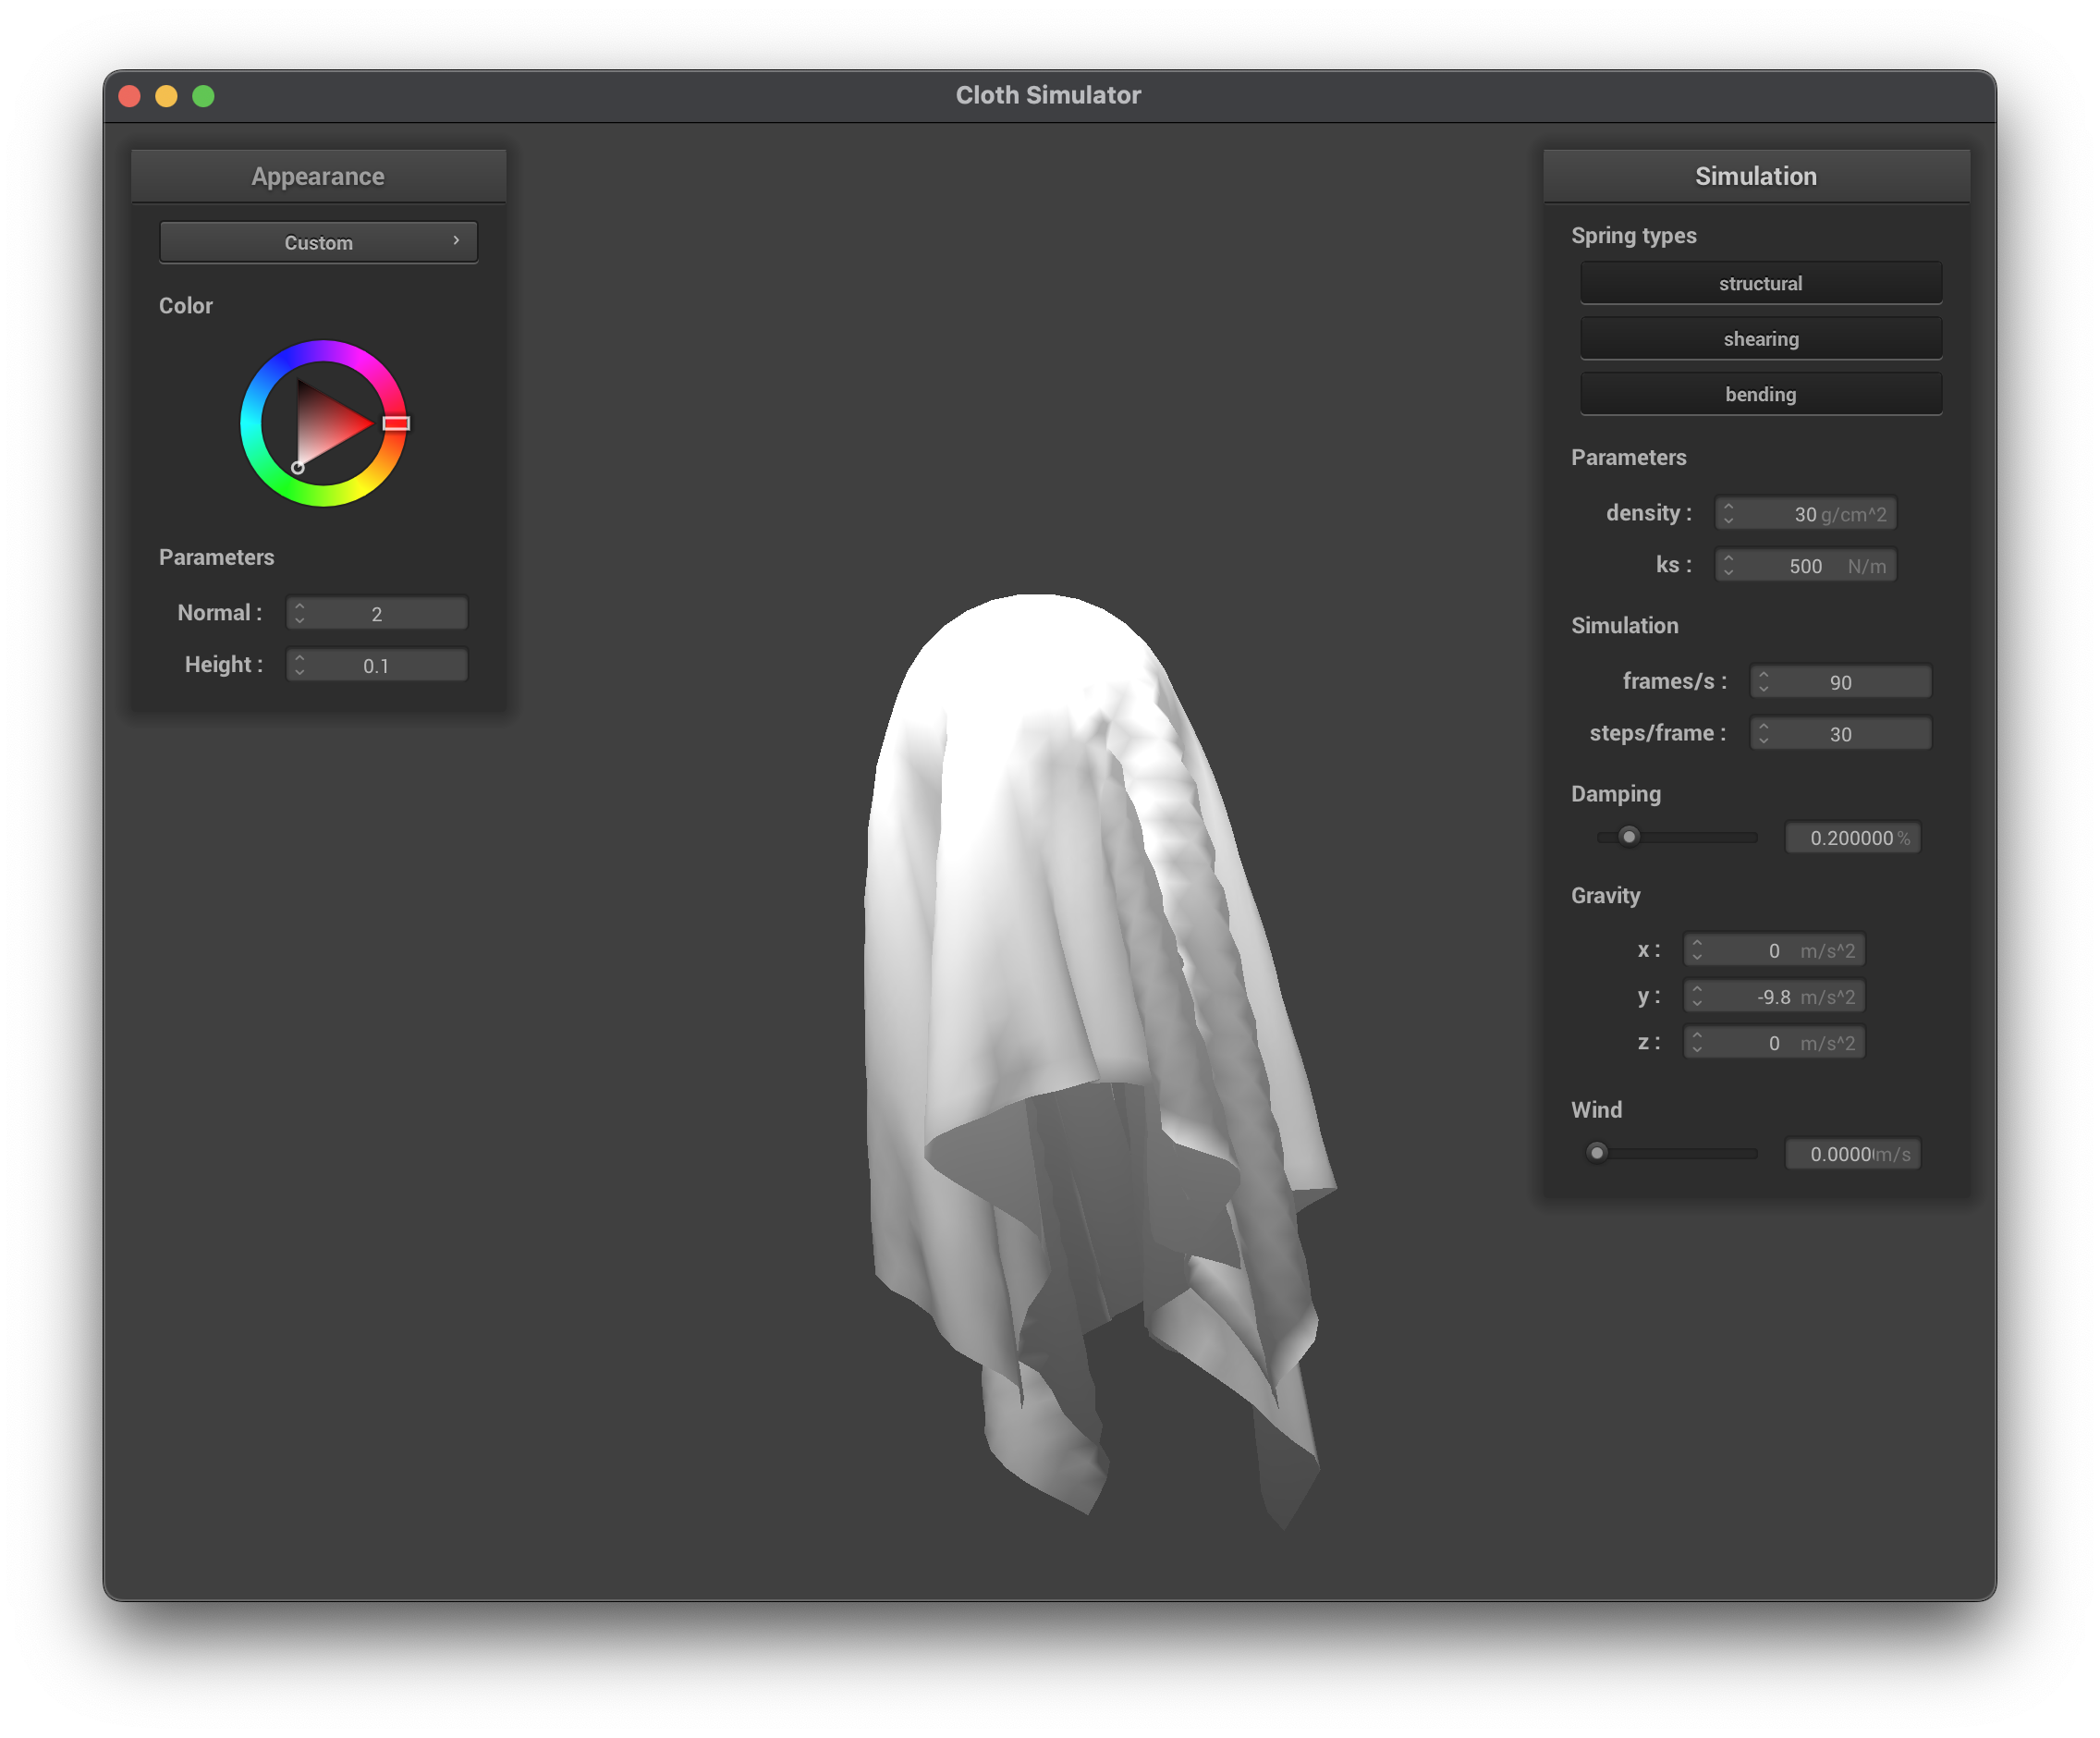 Cloth Simulator
Appearance
Custom
Color
Parameters
Normal : 2
Height : 0.1
Simulation
Spring types
structural
shearing
bending
Parameters
density : 30 g/cm^2
ks : 500 N/m
Simulation
frames/s : 90
steps/frame : 30
Damping
0.200000 %
Gravity
x : 0 m/s^2
y : -9.8 m/s^2
z : 0 m/s^2
Wind
0.0000 m/s